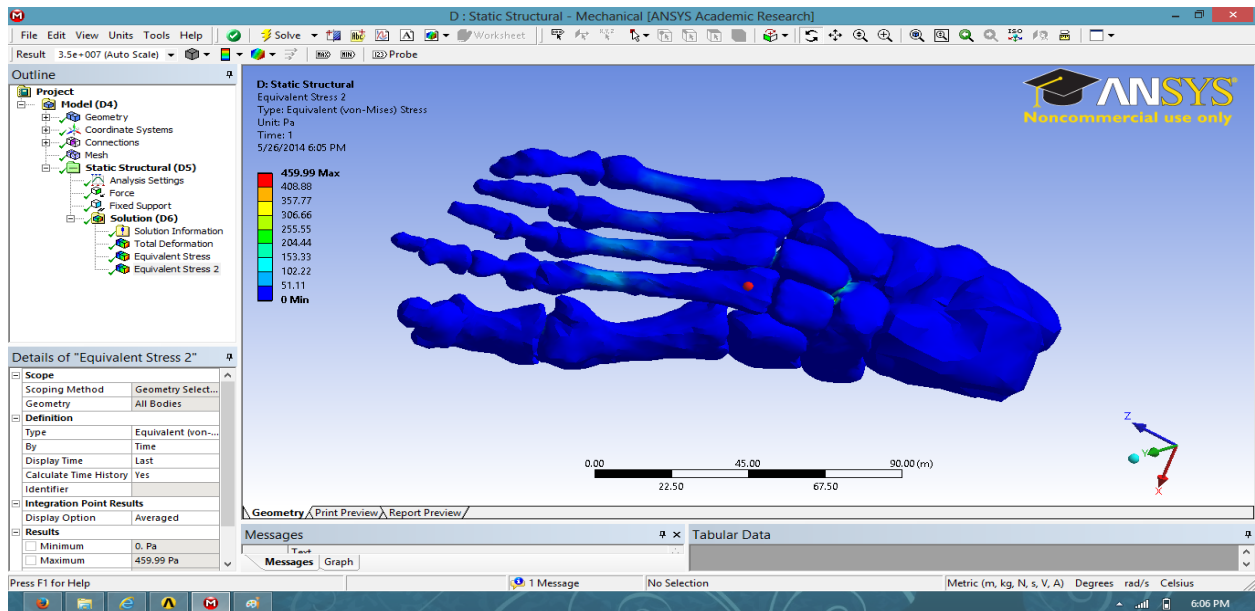 D : Static Structural - Mechanical [ANSYS Academic Research]
File Edit View Units Tools Help Solve Worksheet
Result 3.5e+007 (Auto Scale) Probe
Outline
Project
Model (D4)
Geometry
Coordinate Systems
Connections
Mesh
Static Structural (D5)
Analysis Settings
Force
Fixed Support
Solution (D6)
Solution Information
Total Deformation
Equivalent Stress
Equivalent Stress 2
Details of "Equivalent Stress 2"
Scope
Scoping Method Geometry Select...
Geometry All Bodies
Definition
Type Equivalent (von-...
By Time
Display Time Last
Calculate Time History Yes
Identifier
Integration Point Results
Display Option Averaged
Results
Minimum 0. Pa
Maximum 459.99 Pa
D: Static Structural
Equivalent Stress 2
Type: Equivalent (von-Mises) Stress
Unit: Pa
Time: 1
5/26/2014 6:05 PM
459.99 Max
408.88
357.77
306.66
255.55
204.44
153.33
102.22
51.11
0 Min
ANSYS
Noncommercial use only
Z
Y
X
0.00 45.00 90.00 (m)
22.50 67.50
Geometry Print Preview Report Preview
Messages
Text
Messages Graph
Tabular Data
Press F1 for Help 1 Message No Selection Metric (m, kg, N, s, V, A) Degrees rad/s Celsius
6:06 PM